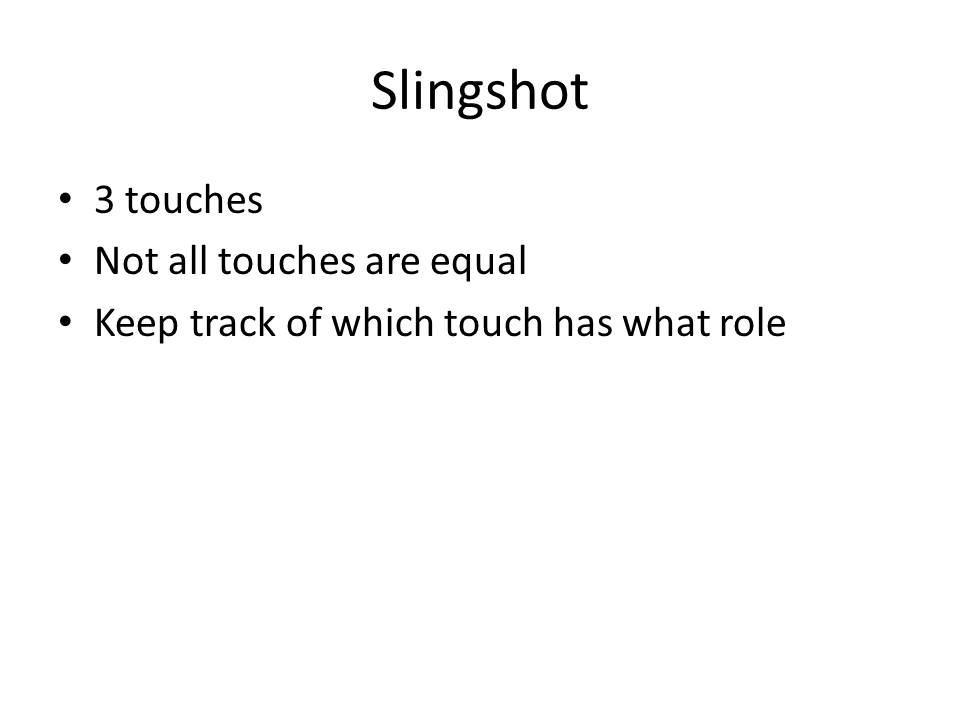 Slingshot
• 3 touches
• Not all touches are equal
• Keep track of which touch has what role